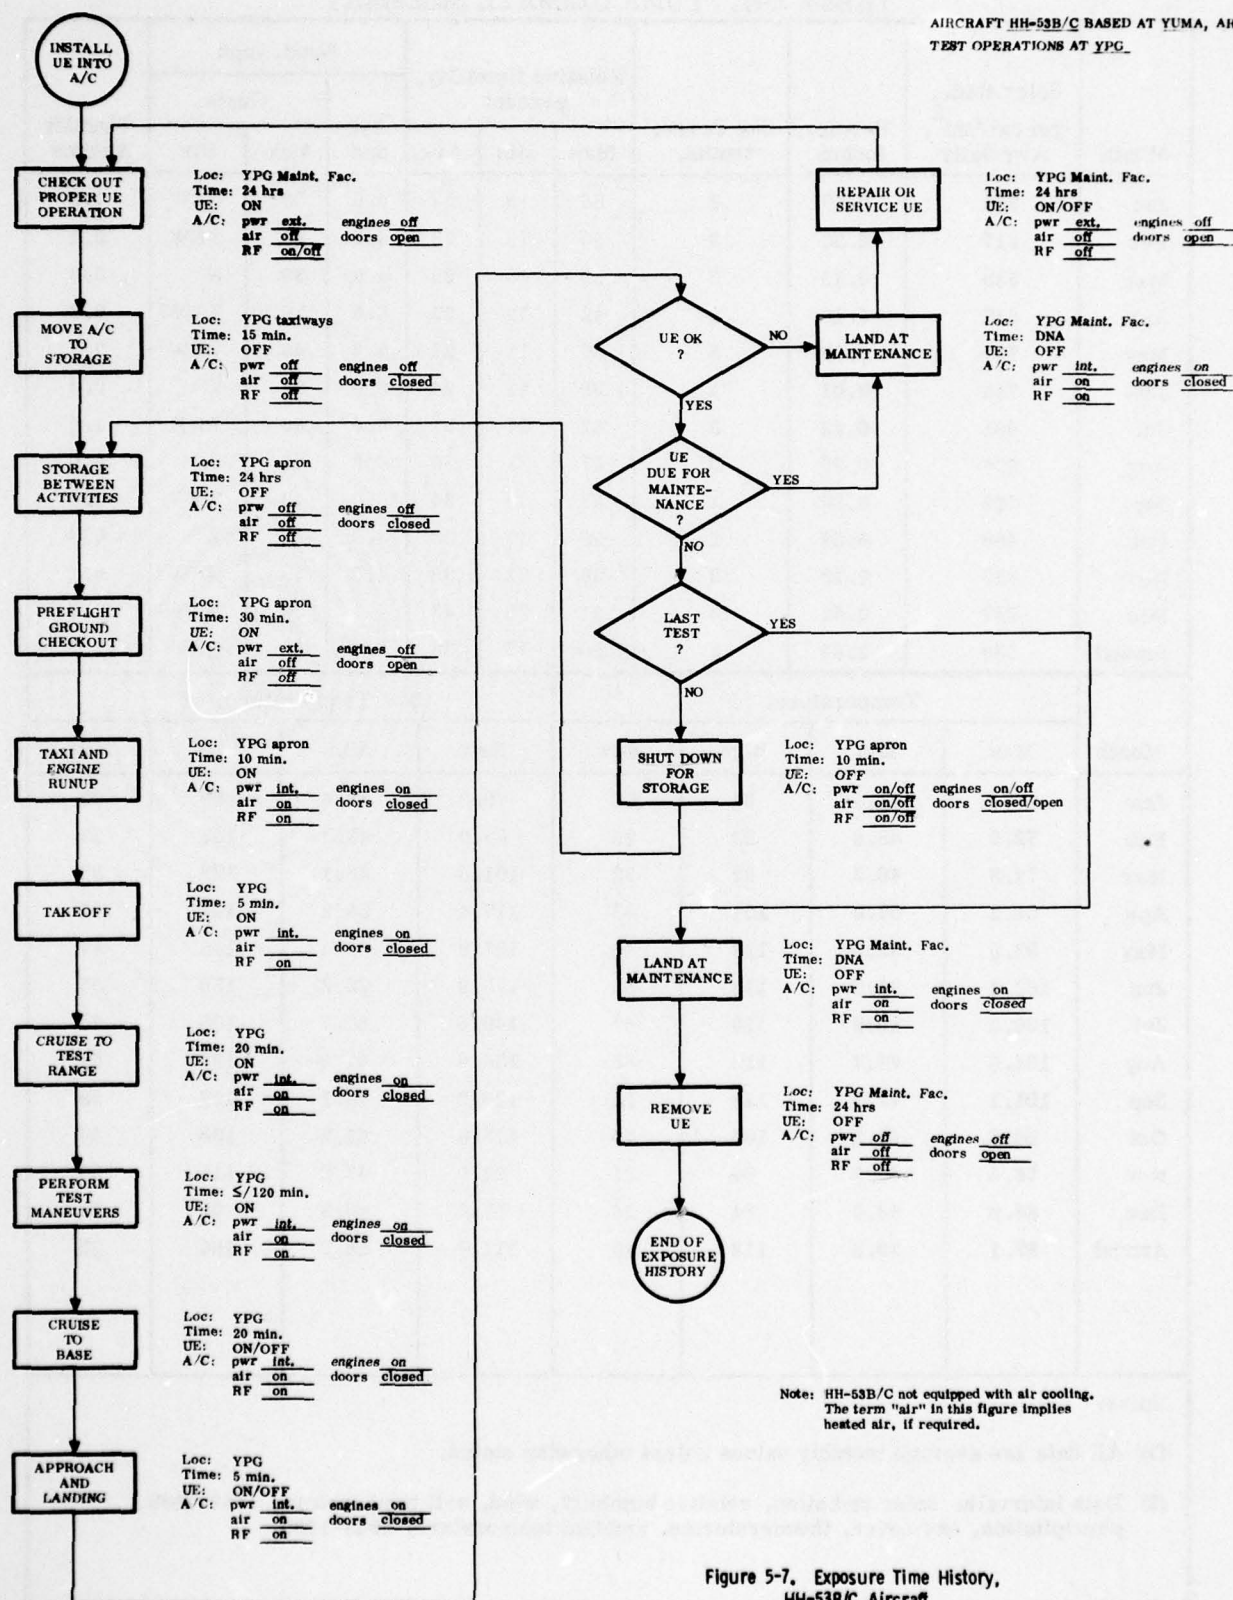 AIRCRAFT HH-53B/C BASED AT YUMA,
TEST OPERATIONS AT YPG
INSTALL
UE INTO
A/C
CHECK OUT
PROPER UE
OPERATION
Loc: YPG Maint. Fac.
Time: 24 hrs
UE: ON
A/C: pwr ext. engines off
air off doors open
RF on/off
MOVE A/C
TO
STORAGE
Loc: YPG taxiways
Time: 15 min.
UE: OFF
A/C: pwr off engines off
air off doors closed
RF off
STORAGE
BETWEEN
ACTIVITIES
Loc: YPG apron
Time: 24 hrs
UE: OFF
A/C: prw off engines off
air off doors closed
RF off
PREFLIGHT
GROUND
CHECKOUT
Loc: YPG apron
Time: 30 min.
UE: ON
A/C: pwr ext. engines off
air off doors open
RF off
TAXI AND
ENGINE
RUNUP
Loc: YPG apron
Time: 10 min.
UE: ON
A/C: pwr int. engines on
air on doors closed
RF on
TAKEOFF
Loc: YPG
Time: 5 min.
UE: ON
A/C: pwr int. engines on
air doors closed
RF on
CRUISE TO
TEST
RANGE
Loc: YPG
Time: 20 min.
UE: ON
A/C: pwr int. engines on
air on doors closed
RF on
PERFORM
TEST
MANEUVERS
Loc: YPG
Time: ≤/120 min.
UE: ON
A/C: pwr int. engines on
air on doors closed
RF on
CRUISE
TO
BASE
Loc: YPG
Time: 20 min.
UE: ON/OFF
A/C: pwr int. engines on
air on doors closed
RF on
APPROACH
AND
LANDING
Loc: YPG
Time: 5 min.
UE: ON/OFF
A/C: pwr int. engines on
air on doors closed
RF on
UE OK
?
NO
YES
LAND AT
MAINTENANCE
Loc: YPG Maint. Fac.
Time: DNA
UE: OFF
A/C: pwr int. engines on
air on doors closed
RF on
REPAIR OR
SERVICE UE
Loc: YPG Maint. Fac.
Time: 24 hrs
UE: ON/OFF
A/C: pwr ext. engines off
air off doors open
RF off
UE
DUE FOR
MAINTE-
NANCE
?
YES
NO
LAST
TEST
?
YES
NO
SHUT DOWN
FOR
STORAGE
Loc: YPG apron
Time: 10 min.
UE: OFF
A/C: pwr on/off engines on/off
air on/off doors closed/open
RF on/off
LAND AT
MAINTENANCE
Loc: YPG Maint. Fac.
Time: DNA
UE: OFF
A/C: pwr int. engines on
air on doors closed
RF on
REMOVE
UE
Loc: YPG Maint. Fac.
Time: 24 hrs
UE: OFF
A/C: pwr off engines off
air off doors open
RF off
END OF
EXPOSURE
HISTORY
Note: HH-53B/C not equipped with air cooling.
The term "air" in this figure implies
heated air, if required.
Figure 5-7. Exposure Time History,
HH-53B/C Aircraft